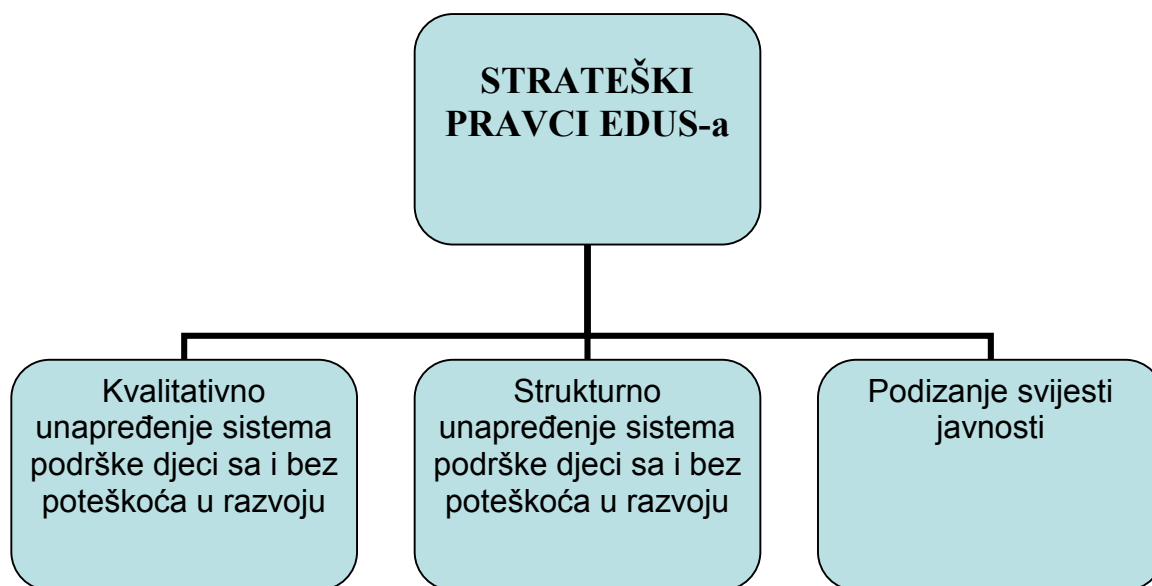 STRATEŠKI
PRAVCI EDUS-a
Kvalitativno
unapređenje sistema
podrške djeci sa i bez
poteškoća u razvoju
Strukturno
unapređenje sistema
podrške djeci sa i bez
poteškoća u razvoju
Podizanje svijesti
javnosti